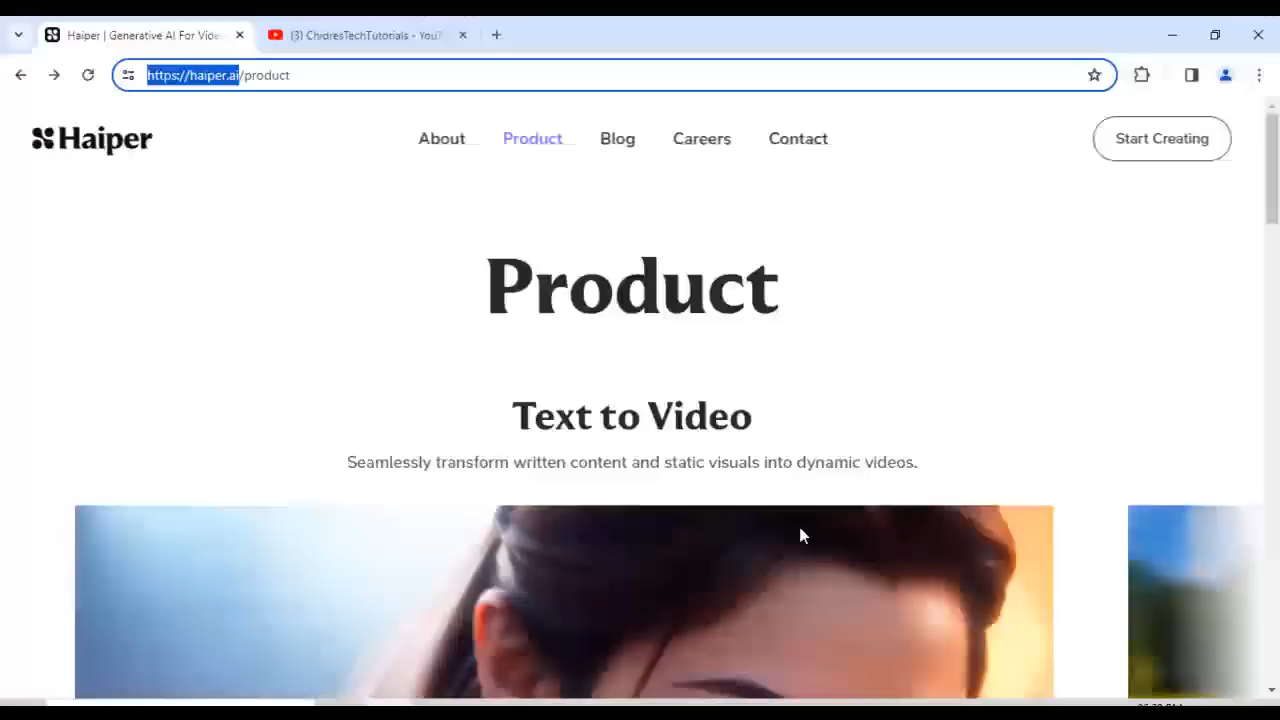 Haiper | Generative AI For Vide
(3) ChrdresTechTutorials - YouT
https://haiper.ai/product
Haiper
About
Product
Blog
Careers
Contact
Start Creating
Product
Text to Video
Seamlessly transform written content and static visuals into dynamic videos.